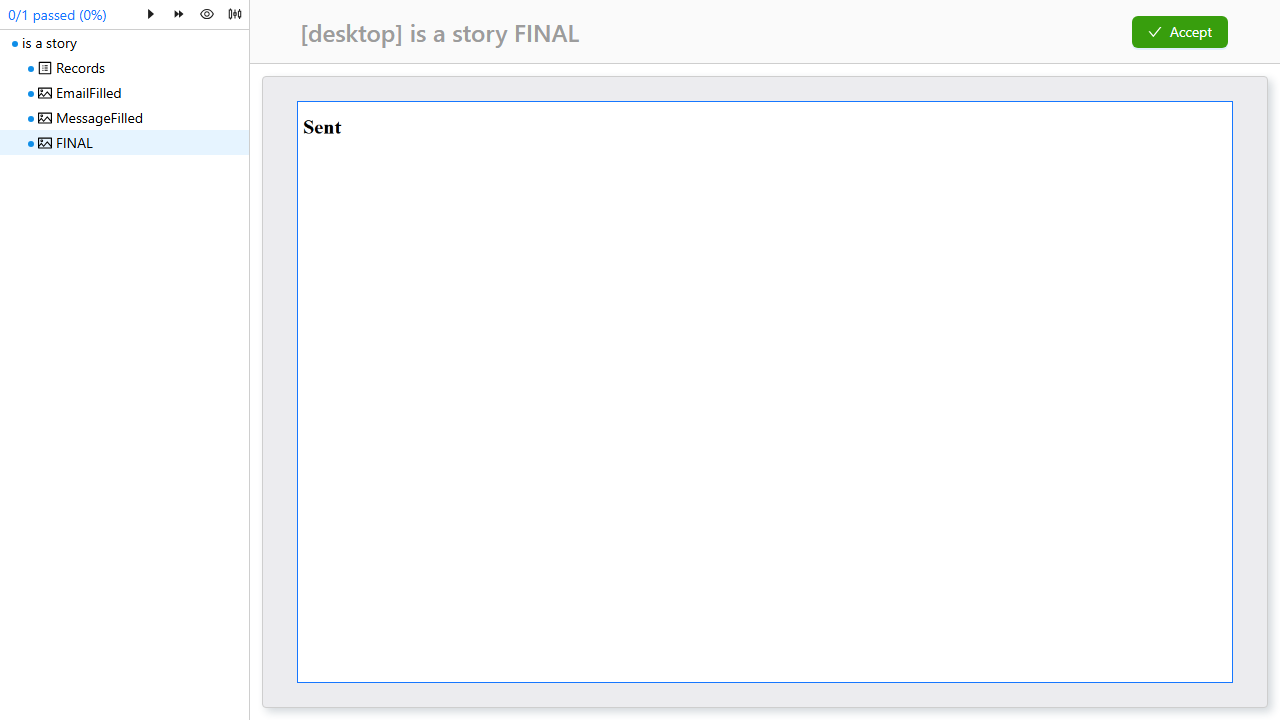 0/1 passed (0%)
is a story
Records
EmailFilled
MessageFilled
FINAL
[desktop] is a story FINAL
Accept
Sent